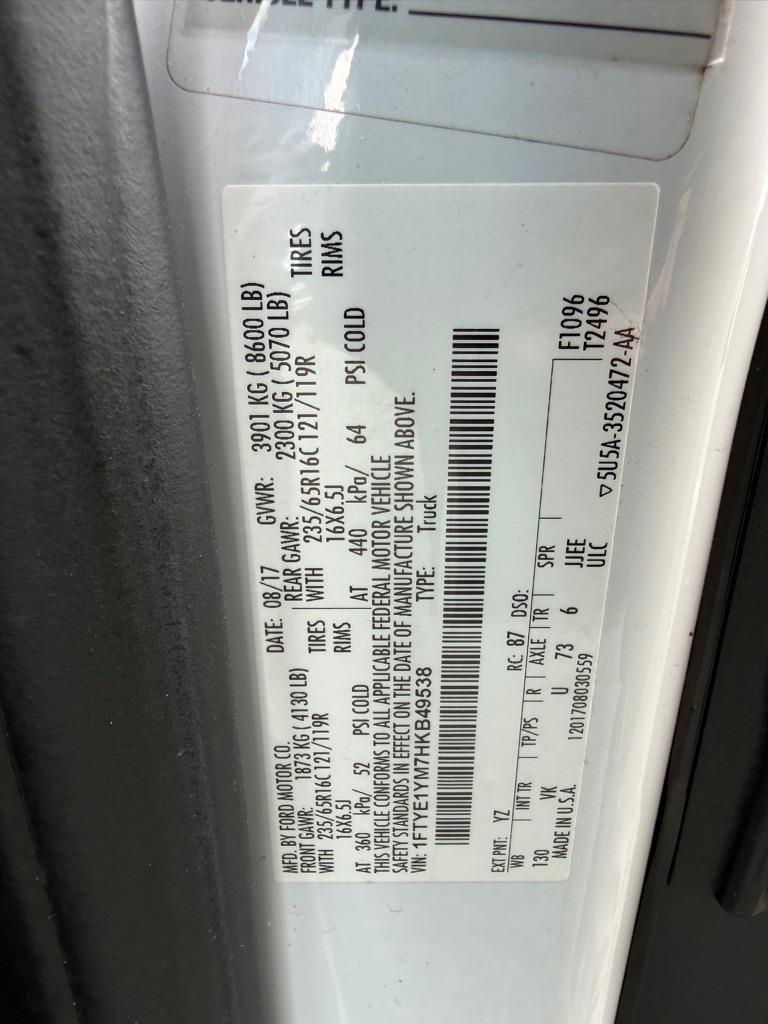 VEHICLE TYPE:
MFD. BY FORD MOTOR CO. DATE: 08/17 GVWR: 3901 KG ( 8600 LB)
FRONT GAWR: 1873 KG ( 4130 LB) REAR GAWR: 2300 KG ( 5070 LB)
WITH 235/65R16C 121/119R TIRES WITH 235/65R16C 121/119R TIRES
16X6.5J RIMS 16X6.5J RIMS
AT 360 kPa/ 52 PSI COLD AT 440 kPa/ 64 PSI COLD
THIS VEHICLE CONFORMS TO ALL APPLICABLE FEDERAL MOTOR VEHICLE
SAFETY STANDARDS IN EFFECT ON THE DATE OF MANUFACTURE SHOWN ABOVE.
VIN: 1FTYE1YM7HKB49538 TYPE: Truck
EXT PNT: YZ RC: 87 DSO:
WB INT TR TP/PS R AXLE TR SPR F1096
130 VK U 73 6 JJEE T2496
MADE IN U.S.A. 1201708030559 ULC ▽5U5A-3520472-AA